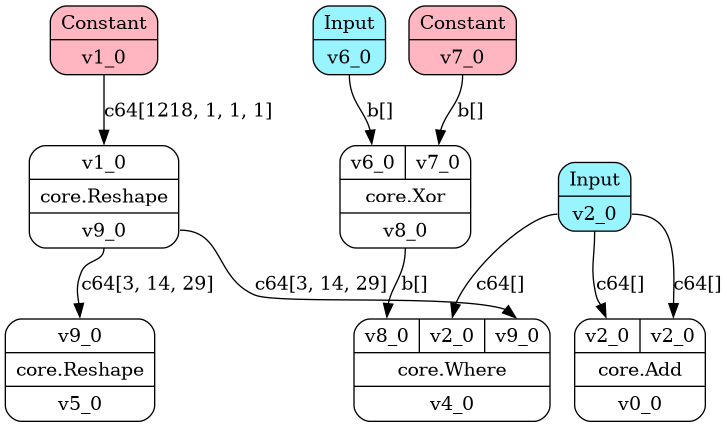 Constant
v1_0
Input
v6_0
Constant
v7_0
c64[1218, 1, 1, 1]
b[]
b[]
v1_0
core.Reshape
v9_0
v6_0 v7_0
core.Xor
v8_0
Input
v2_0
c64[3, 14, 29]
c64[3, 14, 29]
b[]
c64[]
c64[]
c64[]
v9_0
core.Reshape
v5_0
v8_0 v2_0 v9_0
core.Where
v4_0
v2_0 v2_0
core.Add
v0_0